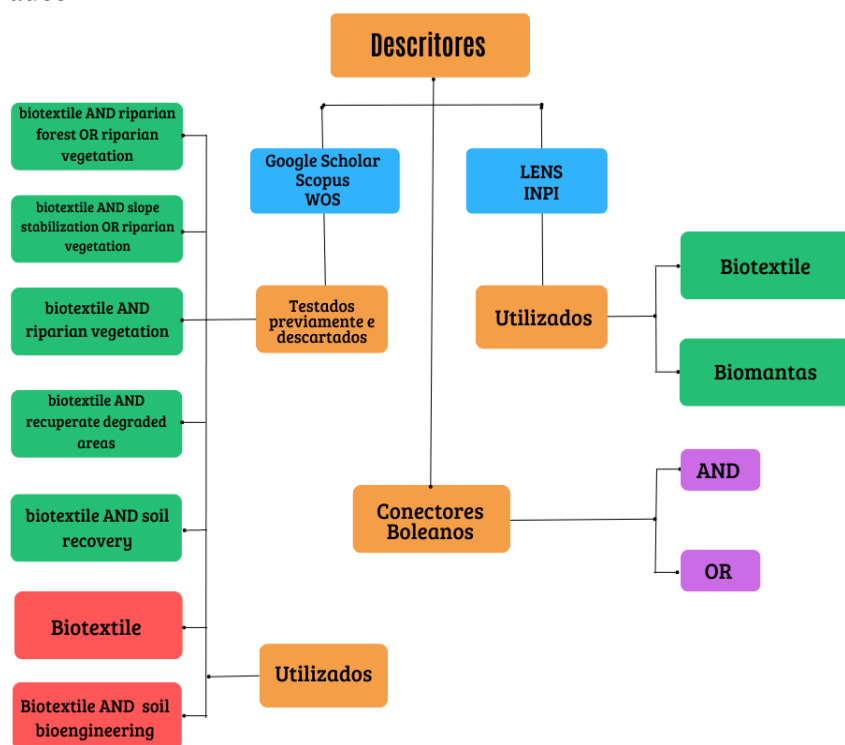 Descritores
biotextile AND riparian
forest OR riparian
vegetation
Google Scholar
Scopus
WOS
LENS
INPI
biotextile AND slope
stabilization OR riparian
vegetation
Biotextile
biotextile AND
riparian vegetation
Testados
previamente e
descartados
Utilizados
Biomantas
biotextile AND
recuperate degraded
areas
AND
Conectores
Boleanos
biotextile AND soil
recovery
OR
Biotextile
Utilizados
Biotextile AND soil
bioengineering